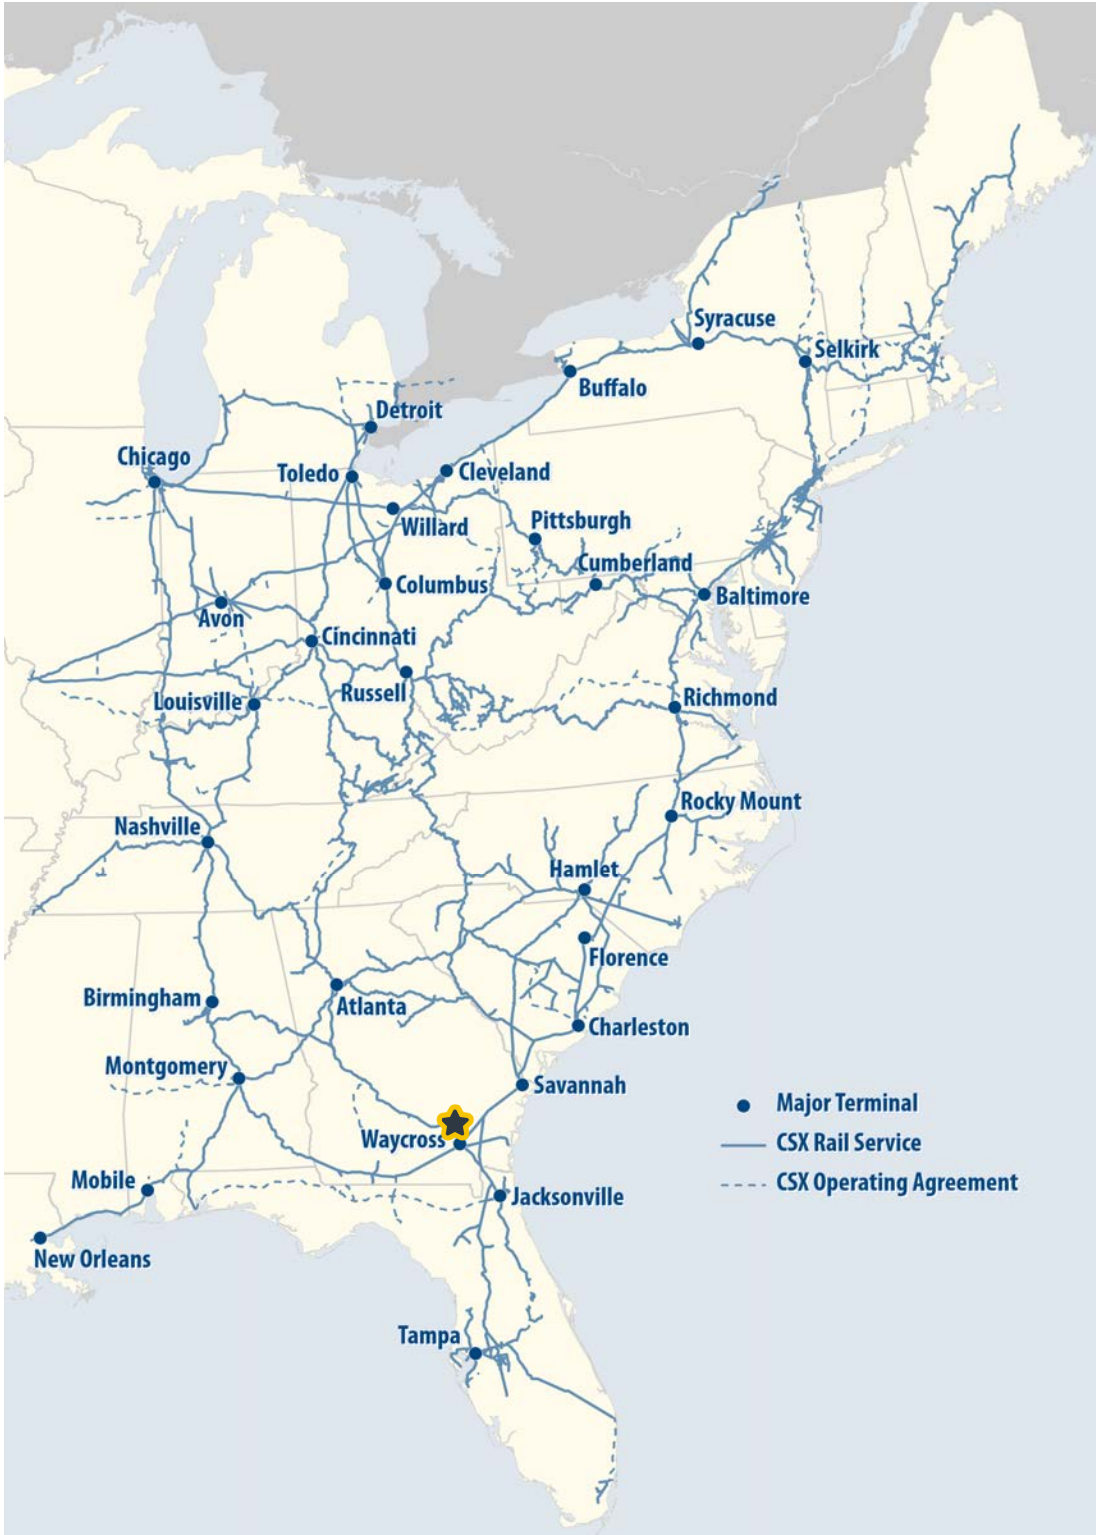 Syracuse
Selkirk
Buffalo
Detroit
Chicago
Toledo
Cleveland
Willard
Pittsburgh
Cumberland
Columbus
Baltimore
Avon
Cincinnati
Russell
Louisville
Richmond
Rocky Mount
Nashville
Hamlet
Florence
Birmingham
Atlanta
Charleston
Montgomery
Savannah
Major Terminal
Waycross
CSX Rail Service
Mobile
CSX Operating Agreement
Jacksonville
New Orleans
Tampa